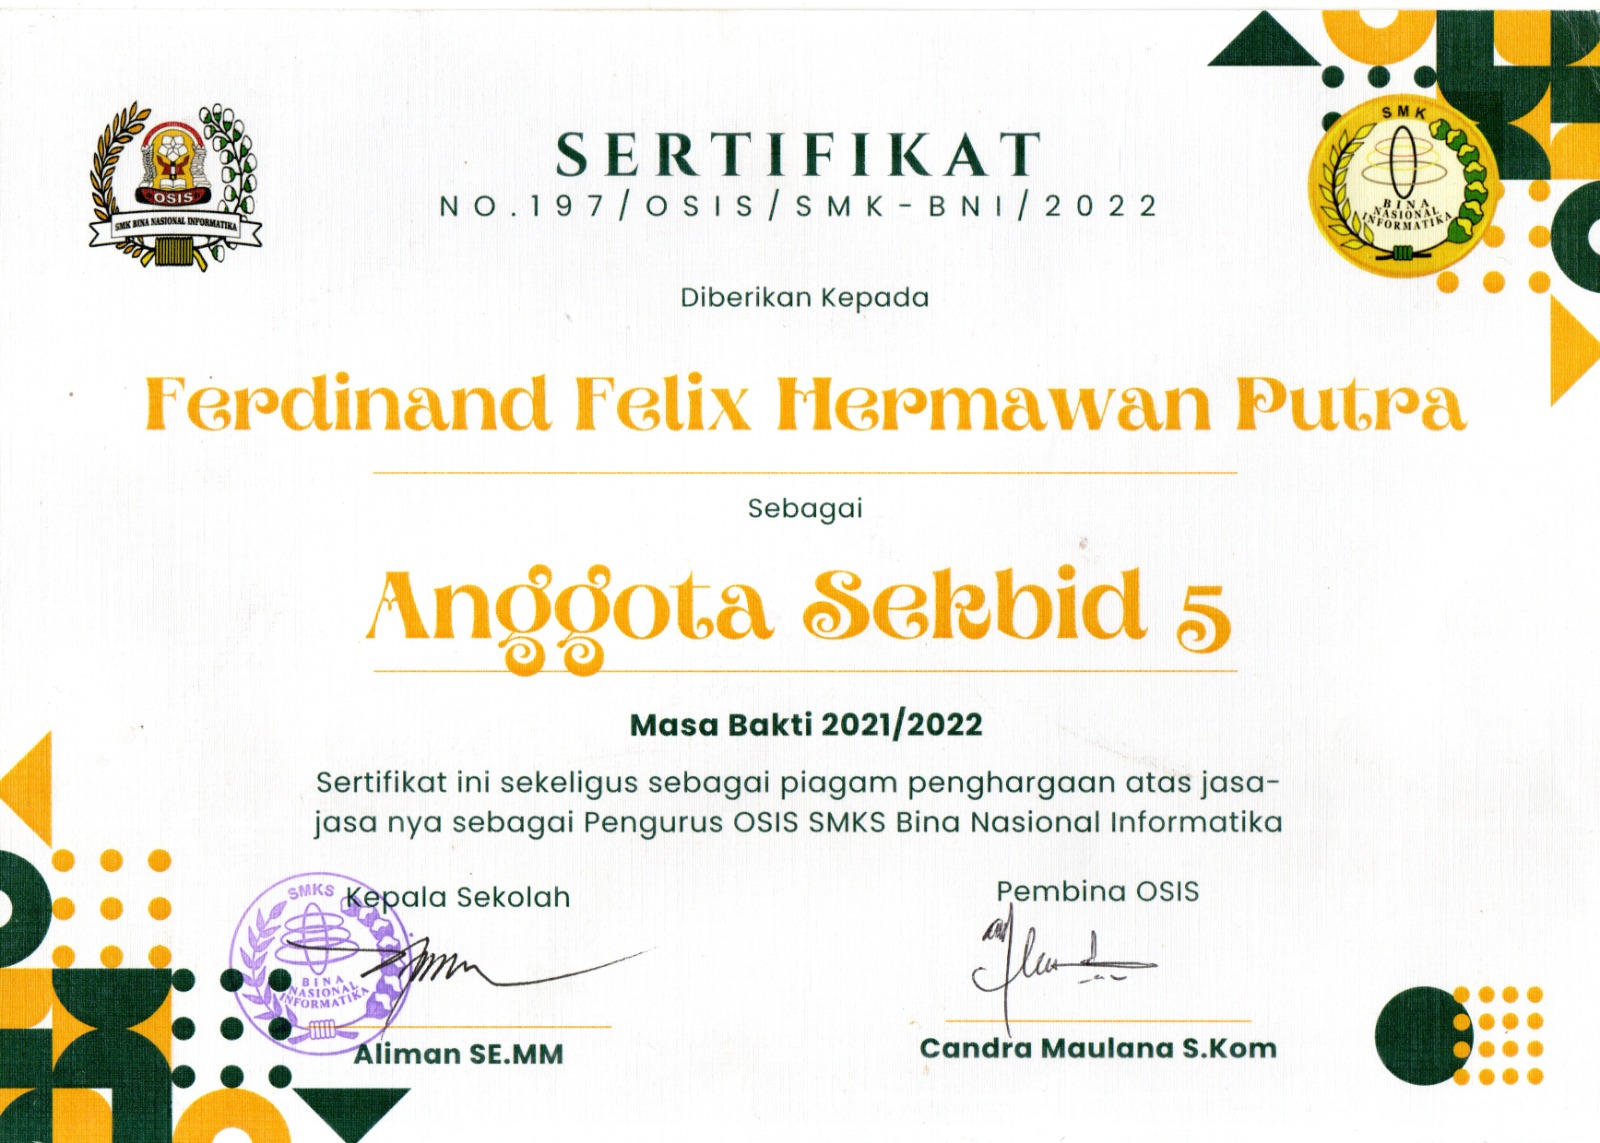 SERTIFIKAT
NO.197/OSIS/SMK-BNI/2022
OSIS
SMK BINA NASIONAL INFORMATIKA
SMK
BINA
NASIONAL
INFORMATIKA
Diberikan Kepada
Ferdinand Felix Hermawan Putra
Sebagai
Anggota Sekbid 5
Masa Bakti 2021/2022
Sertifikat ini sekeligus sebagai piagam penghargaan atas jasa-
jasa nya sebagai Pengurus OSIS SMKS Bina Nasional Informatika
Kepala Sekolah
Pembina OSIS
SMKS
BINA
NASIONAL
INFORMATIKA
Aliman SE.MM
Candra Maulana S.Kom